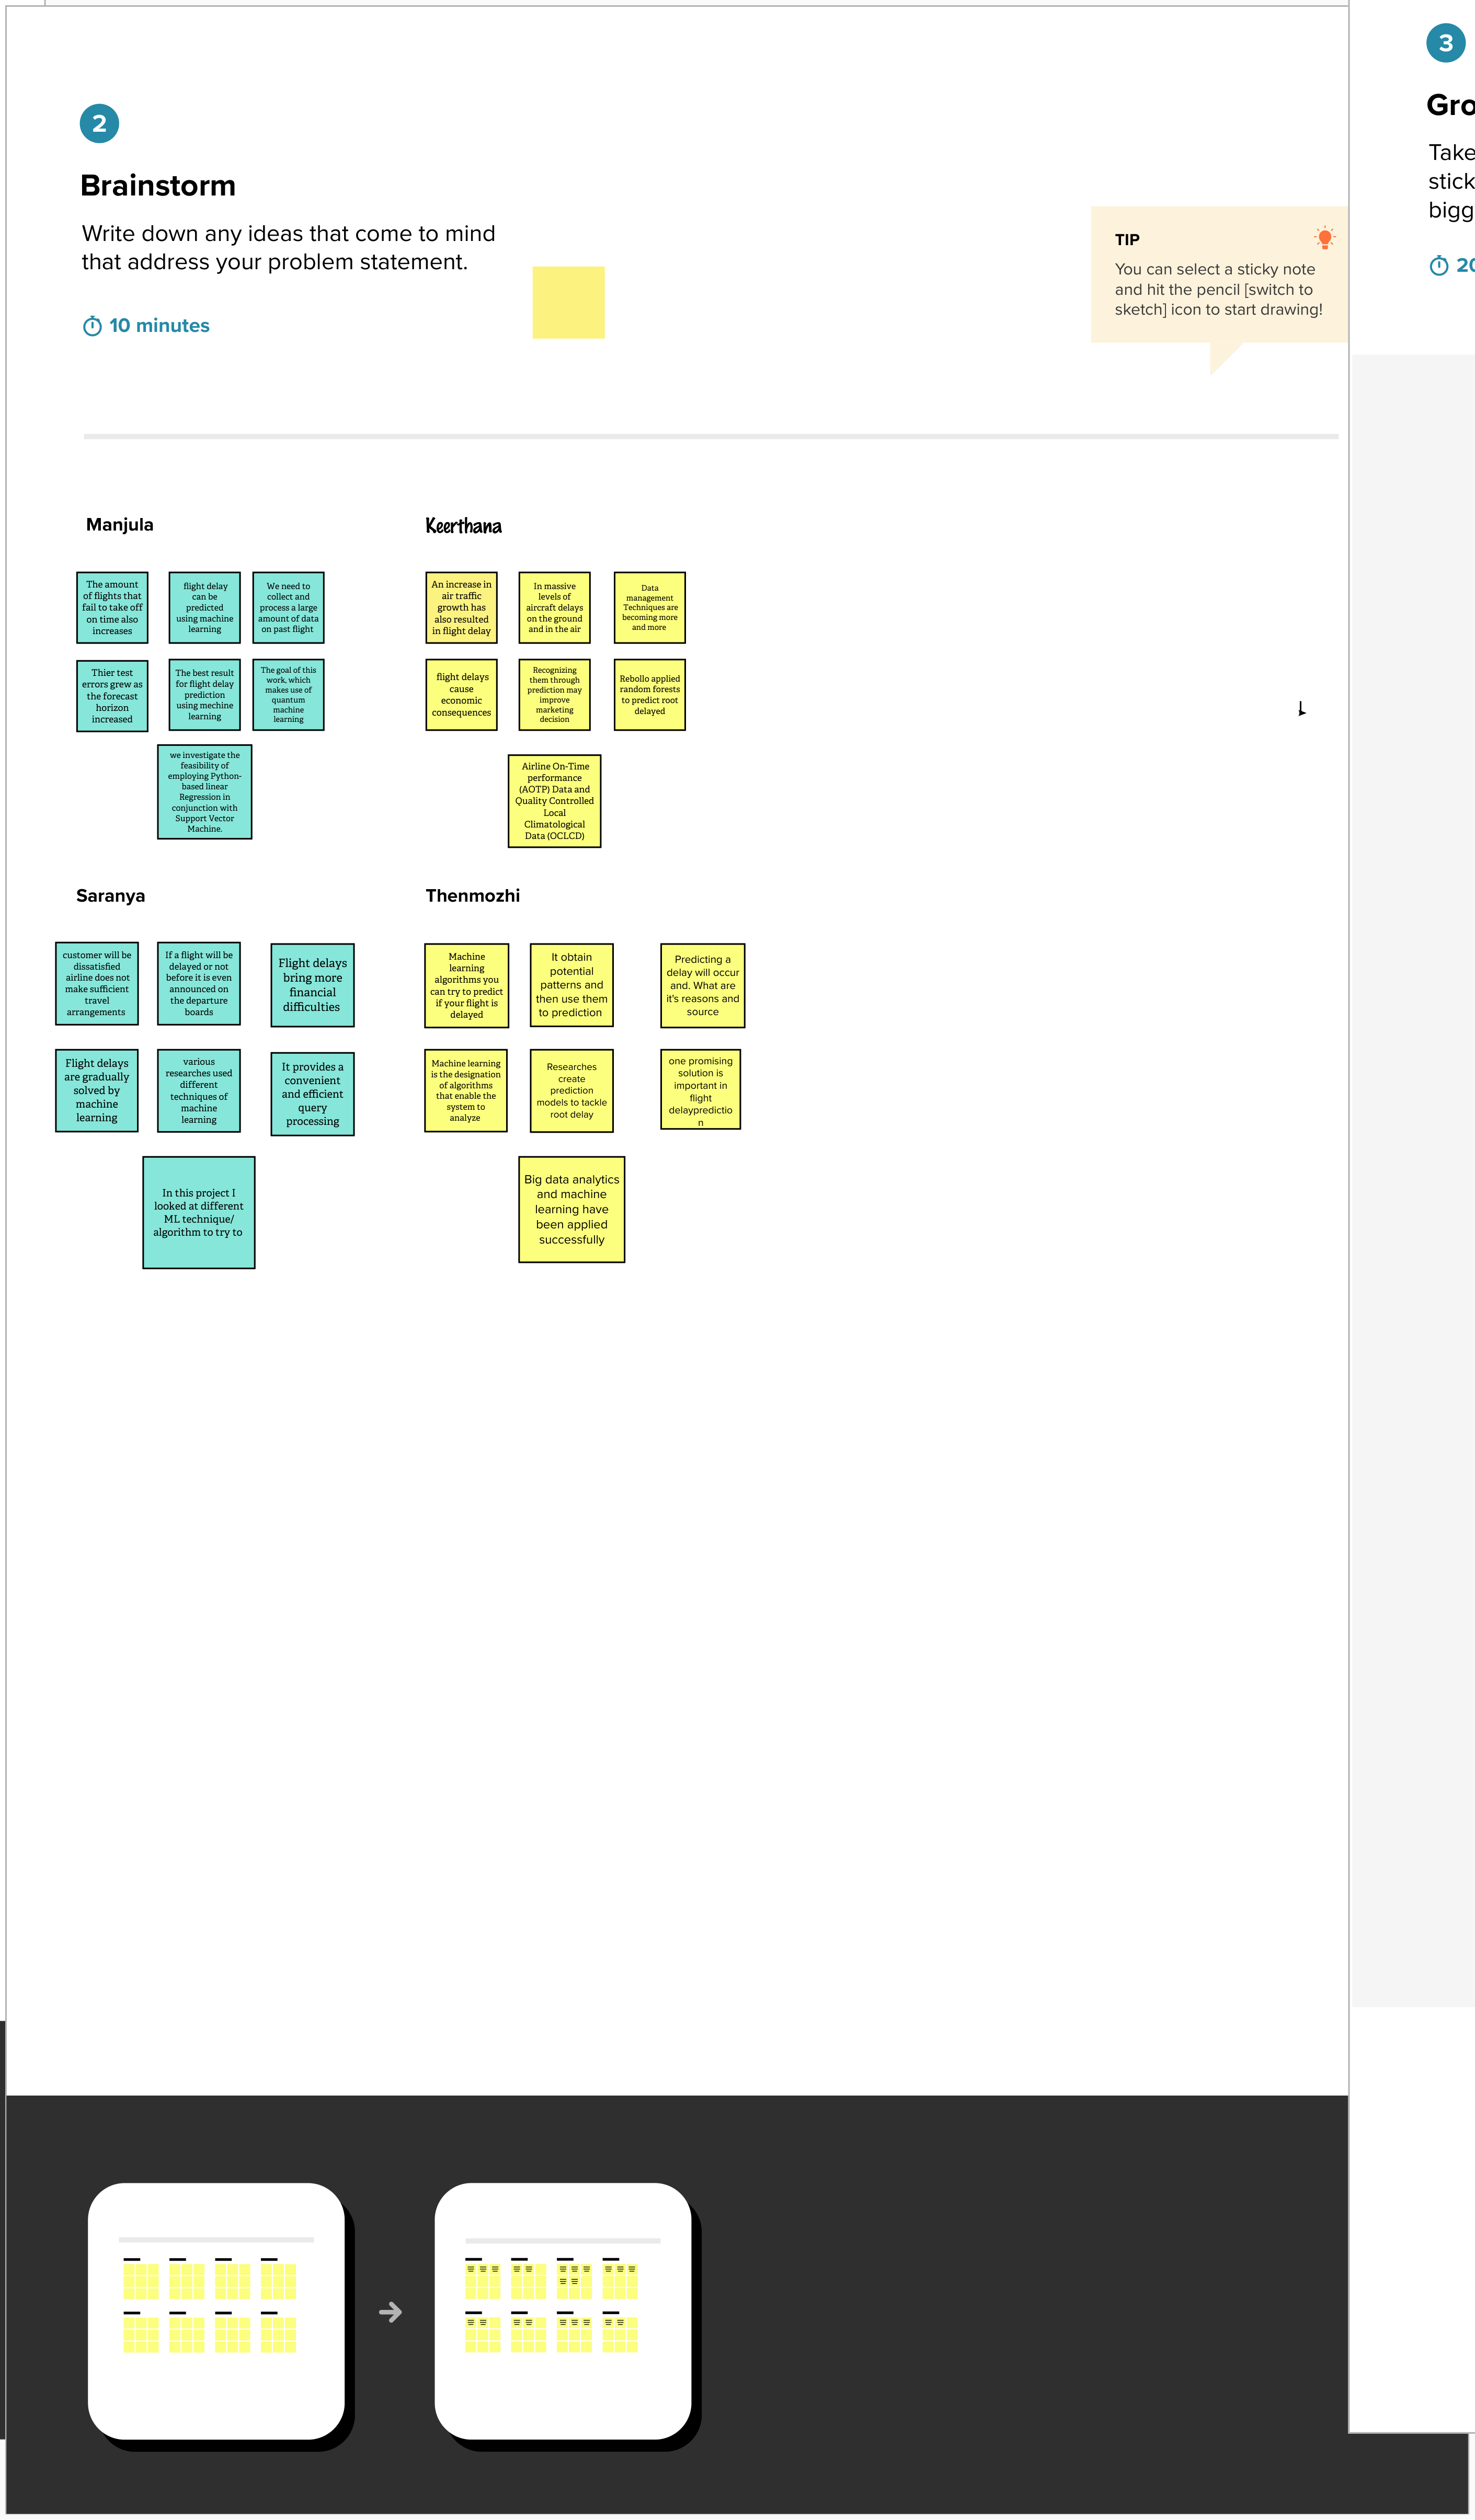 2
Brainstorm
Write down any ideas that come to mind
that address your problem statement.
10 minutes
TIP
You can select a sticky note
and hit the pencil [switch to
sketch] icon to start drawing!
Manjula
The amount
of flights that
fail to take off
on time also
increases
flight delay
can be
predicted
using machine
learning
We need to
collect and
process a large
amount of data
on past flight
Thier test
errors grew as
the forecast
horizon
increased
The best result
for flight delay
prediction
using mechine
learning
The goal of this
work, which
makes use of
quantum
machine
learning
we investigate the
feasibility of
employing Python-
based linear
Regression in
conjunction with
Support Vector
Machine.
Keerthana
An increase in
air traffic
growth has
also resulted
in flight delay
In massive
levels of
aircraft delays
on the ground
and in the air
Data
management
Techniques are
becoming more
and more
flight delays
cause
economic
consequences
Recognizing
them through
prediction may
improve
marketing
decision
Rebollo applied
random forests
to predict root
delayed
Airline On-Time
performance
(AOTP) Data and
Quality Controlled
Local
Climatological
Data (OCLCD)
Saranya
customer will be
dissatisfied
airline does not
make sufficient
travel
arrangements
If a flight will be
delayed or not
before it is even
announced on
the departure
boards
Flight delays
bring more
financial
difficulties
Flight delays
are gradually
solved by
machine
learning
various
researches used
different
techniques of
machine
learning
It provides a
convenient
and efficient
query
processing
In this project I
looked at different
ML technique/
algorithm to try to
Thenmozhi
Machine
learning
algorithms you
can try to predict
if your flight is
delayed
It obtain
potential
patterns and
then use them
to prediction
Predicting a
delay will occur
and. What are
it's reasons and
source
Machine learning
is the designation
of algorithms
that enable the
system to
analyze
Researches
create
prediction
models to tackle
root delay
one promising
solution is
important in
flight
delaypredictio
n
Big data analytics
and machine
learning have
been applied
successfully
3
Gro
Take
stick
bigg
20